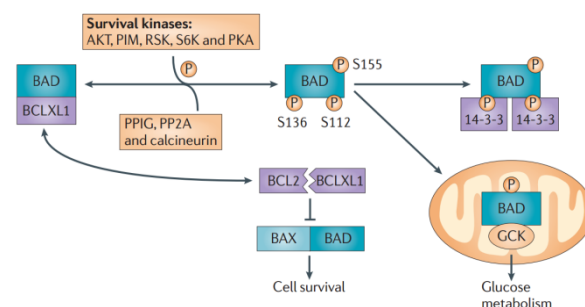 Survival kinases:
AKT, PIM, RSK, S6K and PKA
P
BAD
BCLXL1
PPIG, PP2A
and calcineurin
BAD
P
S155
P
P
S136
S112
BAD
P
P
P
14-3-3
14-3-3
BCL2
BCLXL1
BAX
BAD
Cell survival
P
BAD
GCK
Glucose
metabolism